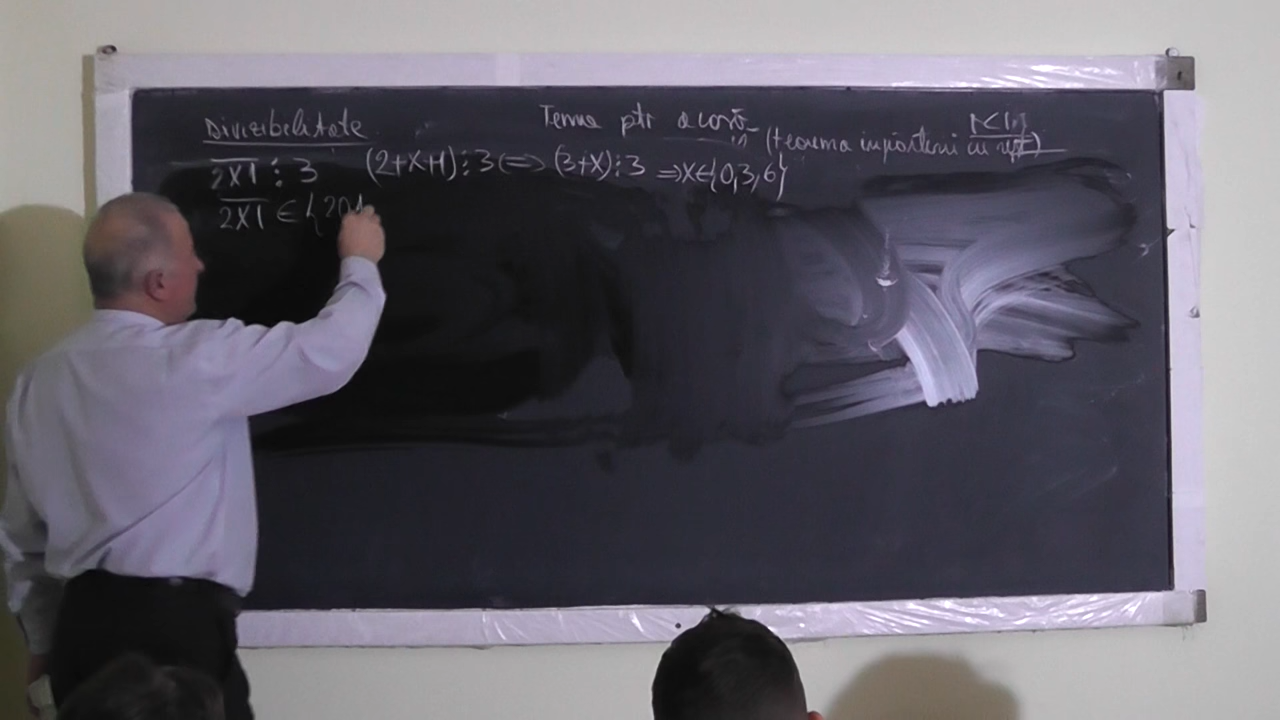 Divizibilitate
Tema ptr acasă
(teorema împărțirii cu rest)
2X1 ⋮ 3 (2+X+1)⋮3 <=> (3+X)⋮3 => X∈{0,3,6}
2X1 ∈ {201